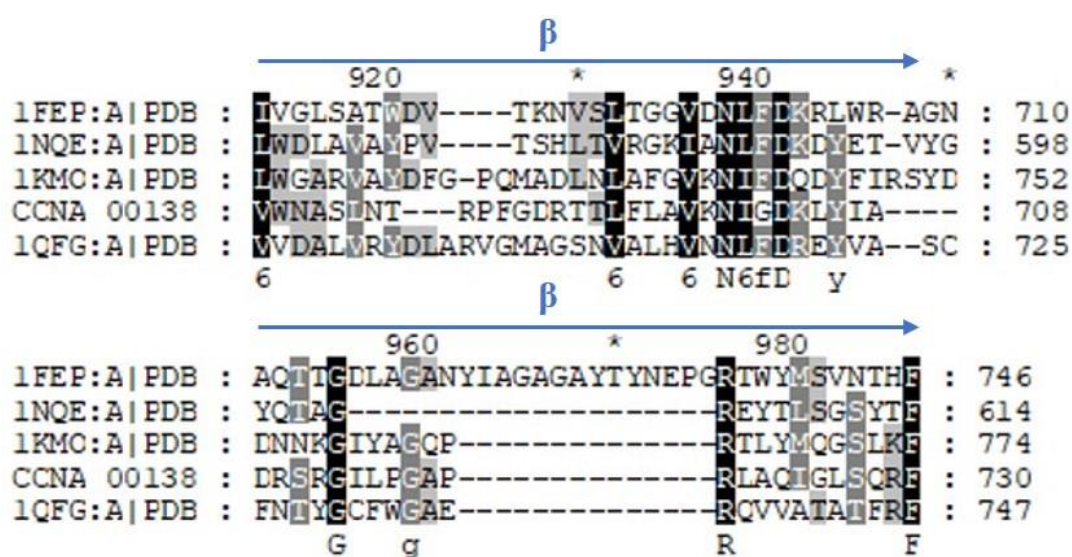 β
920 * 940 *
1FEP:A|PDB : IVGLSATWDV----TKNVSLTGGVDNLFDKRLWR-AGN : 710
1NQE:A|PDB : LWDLAVAYPV----TSHLTVRGKIANLFDKDYET-VYG : 598
1KMO:A|PDB : LWGARVAYDFG-PQMADLNLAFGVKNIFDQDYFIRSYD : 752
CCNA 00138 : VWNASLNT---RPFGDRTTLFLAVKNIGDKLYIA---- : 708
1QFG:A|PDB : VVDALVRYDLARVGMAGSNVALHVNNLFDREYVA--SC : 725
6 6 6 N6fD y
β
960 * 980
1FEP:A|PDB : AQTTGDLAGANYIAGAGAYTYNEPGRTWYMSVNTHF : 746
1NQE:A|PDB : YQTAG--------------------REYTLSGSYTF : 614
1KMO:A|PDB : DNNKGIYAGQP--------------RTLYMQGSLKF : 774
CCNA 00138 : DRSRGILPGAP--------------RLAQIGLSQRF : 730
1QFG:A|PDB : FNTYGCFWGAE--------------RQVVATATFRF : 747
G g R F